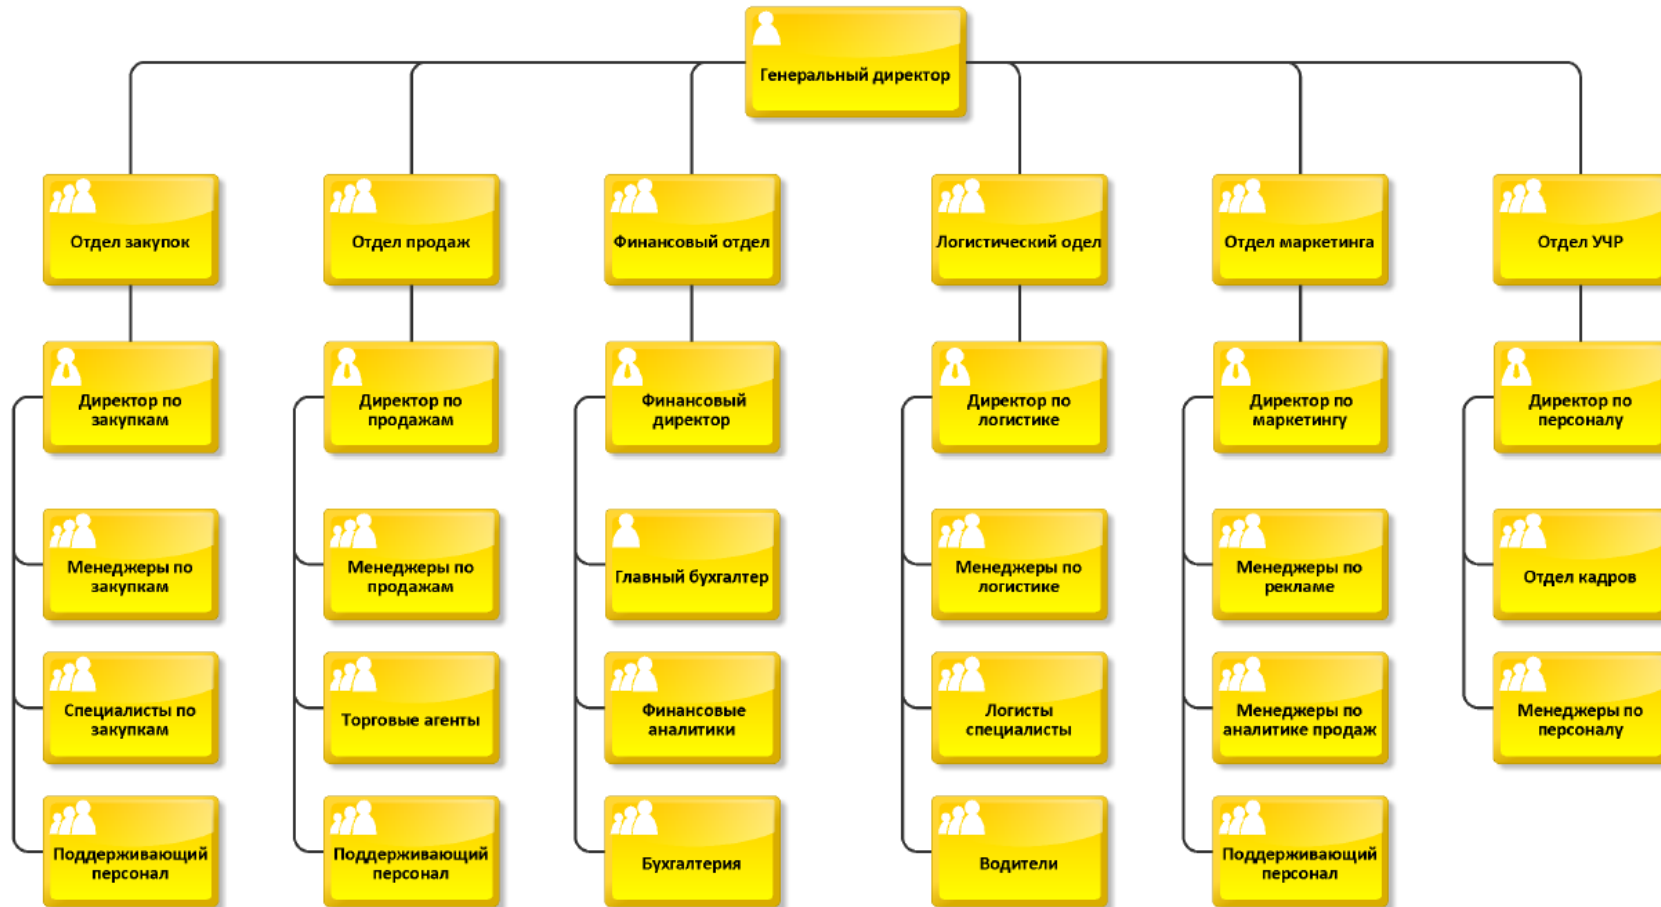 Генеральный директор
Отдел закупок
Отдел продаж
Финансовый отдел
Логистический одел
Отдел маркетинга
Отдел УЧР
Директор по
закупкам
Директор по
продажам
Финансовый
директор
Директор по
логистике
Директор по
маркетингу
Директор по
персоналу
Менеджеры по
закупкам
Менеджеры по
продажам
Главный бухгалтер
Менеджеры по
логистике
Менеджеры по
рекламе
Отдел кадров
Специалисты по
закупкам
Торговые агенты
Финансовые
аналитики
Логисты
специалисты
Менеджеры по
аналитике продаж
Менеджеры по
персоналу
Поддерживающий
персонал
Поддерживающий
персонал
Бухгалтерия
Водители
Поддерживающий
персонал